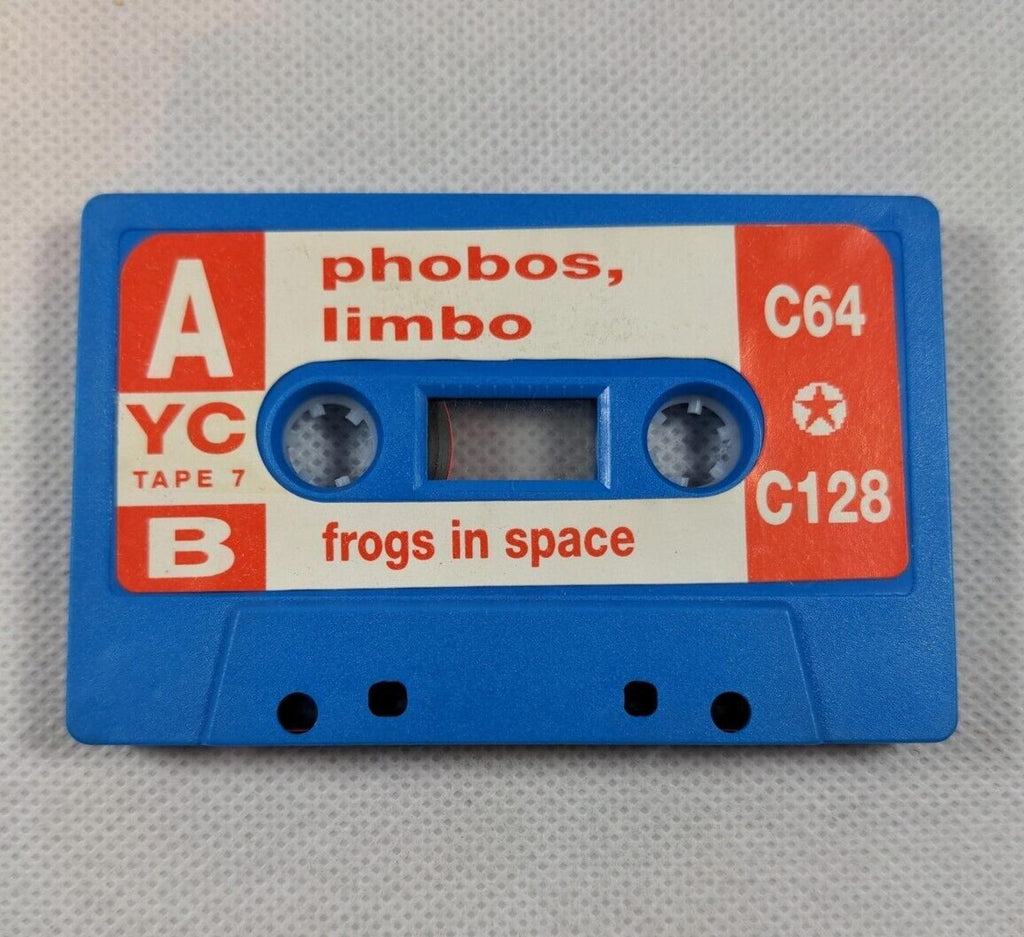 A
phobos,
limbo
C64
YC
TAPE 7
C128
B
frogs in space